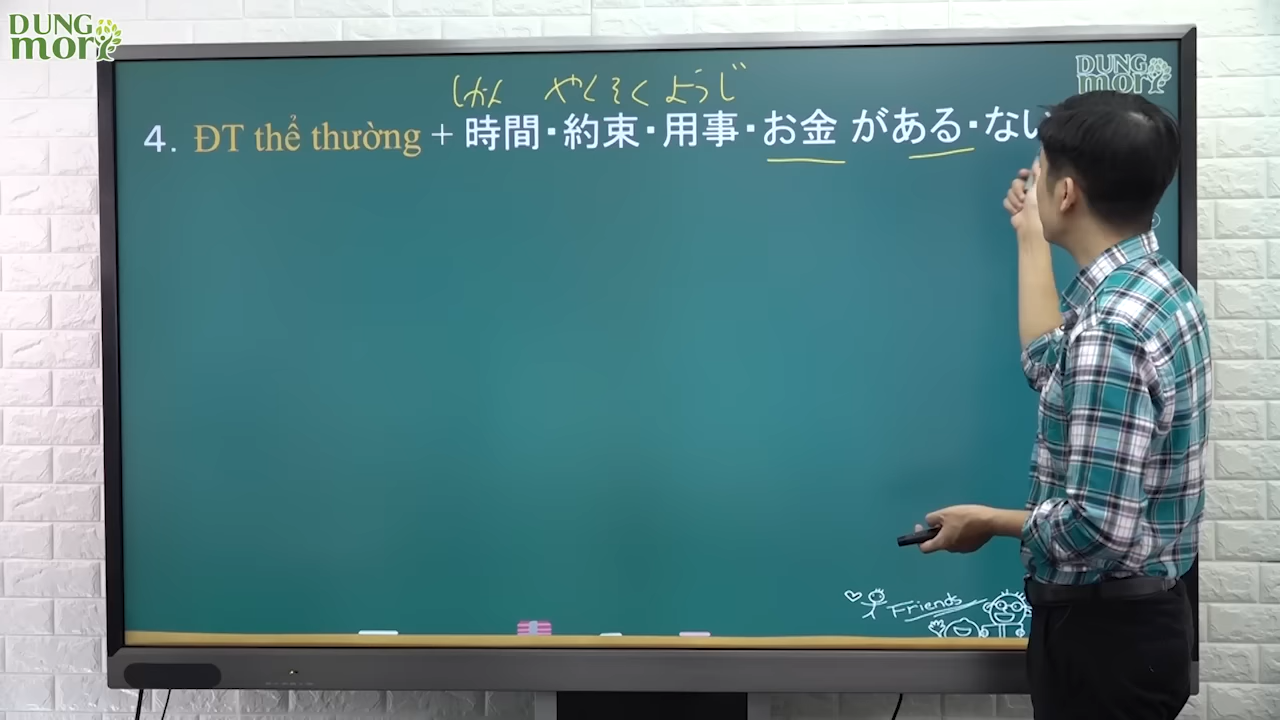 DUNG
mori
DUNG
mori
じかん やくそく ようじ
4. ĐT thể thường + 時間・約束・用事・お金 がある・ない
Friends